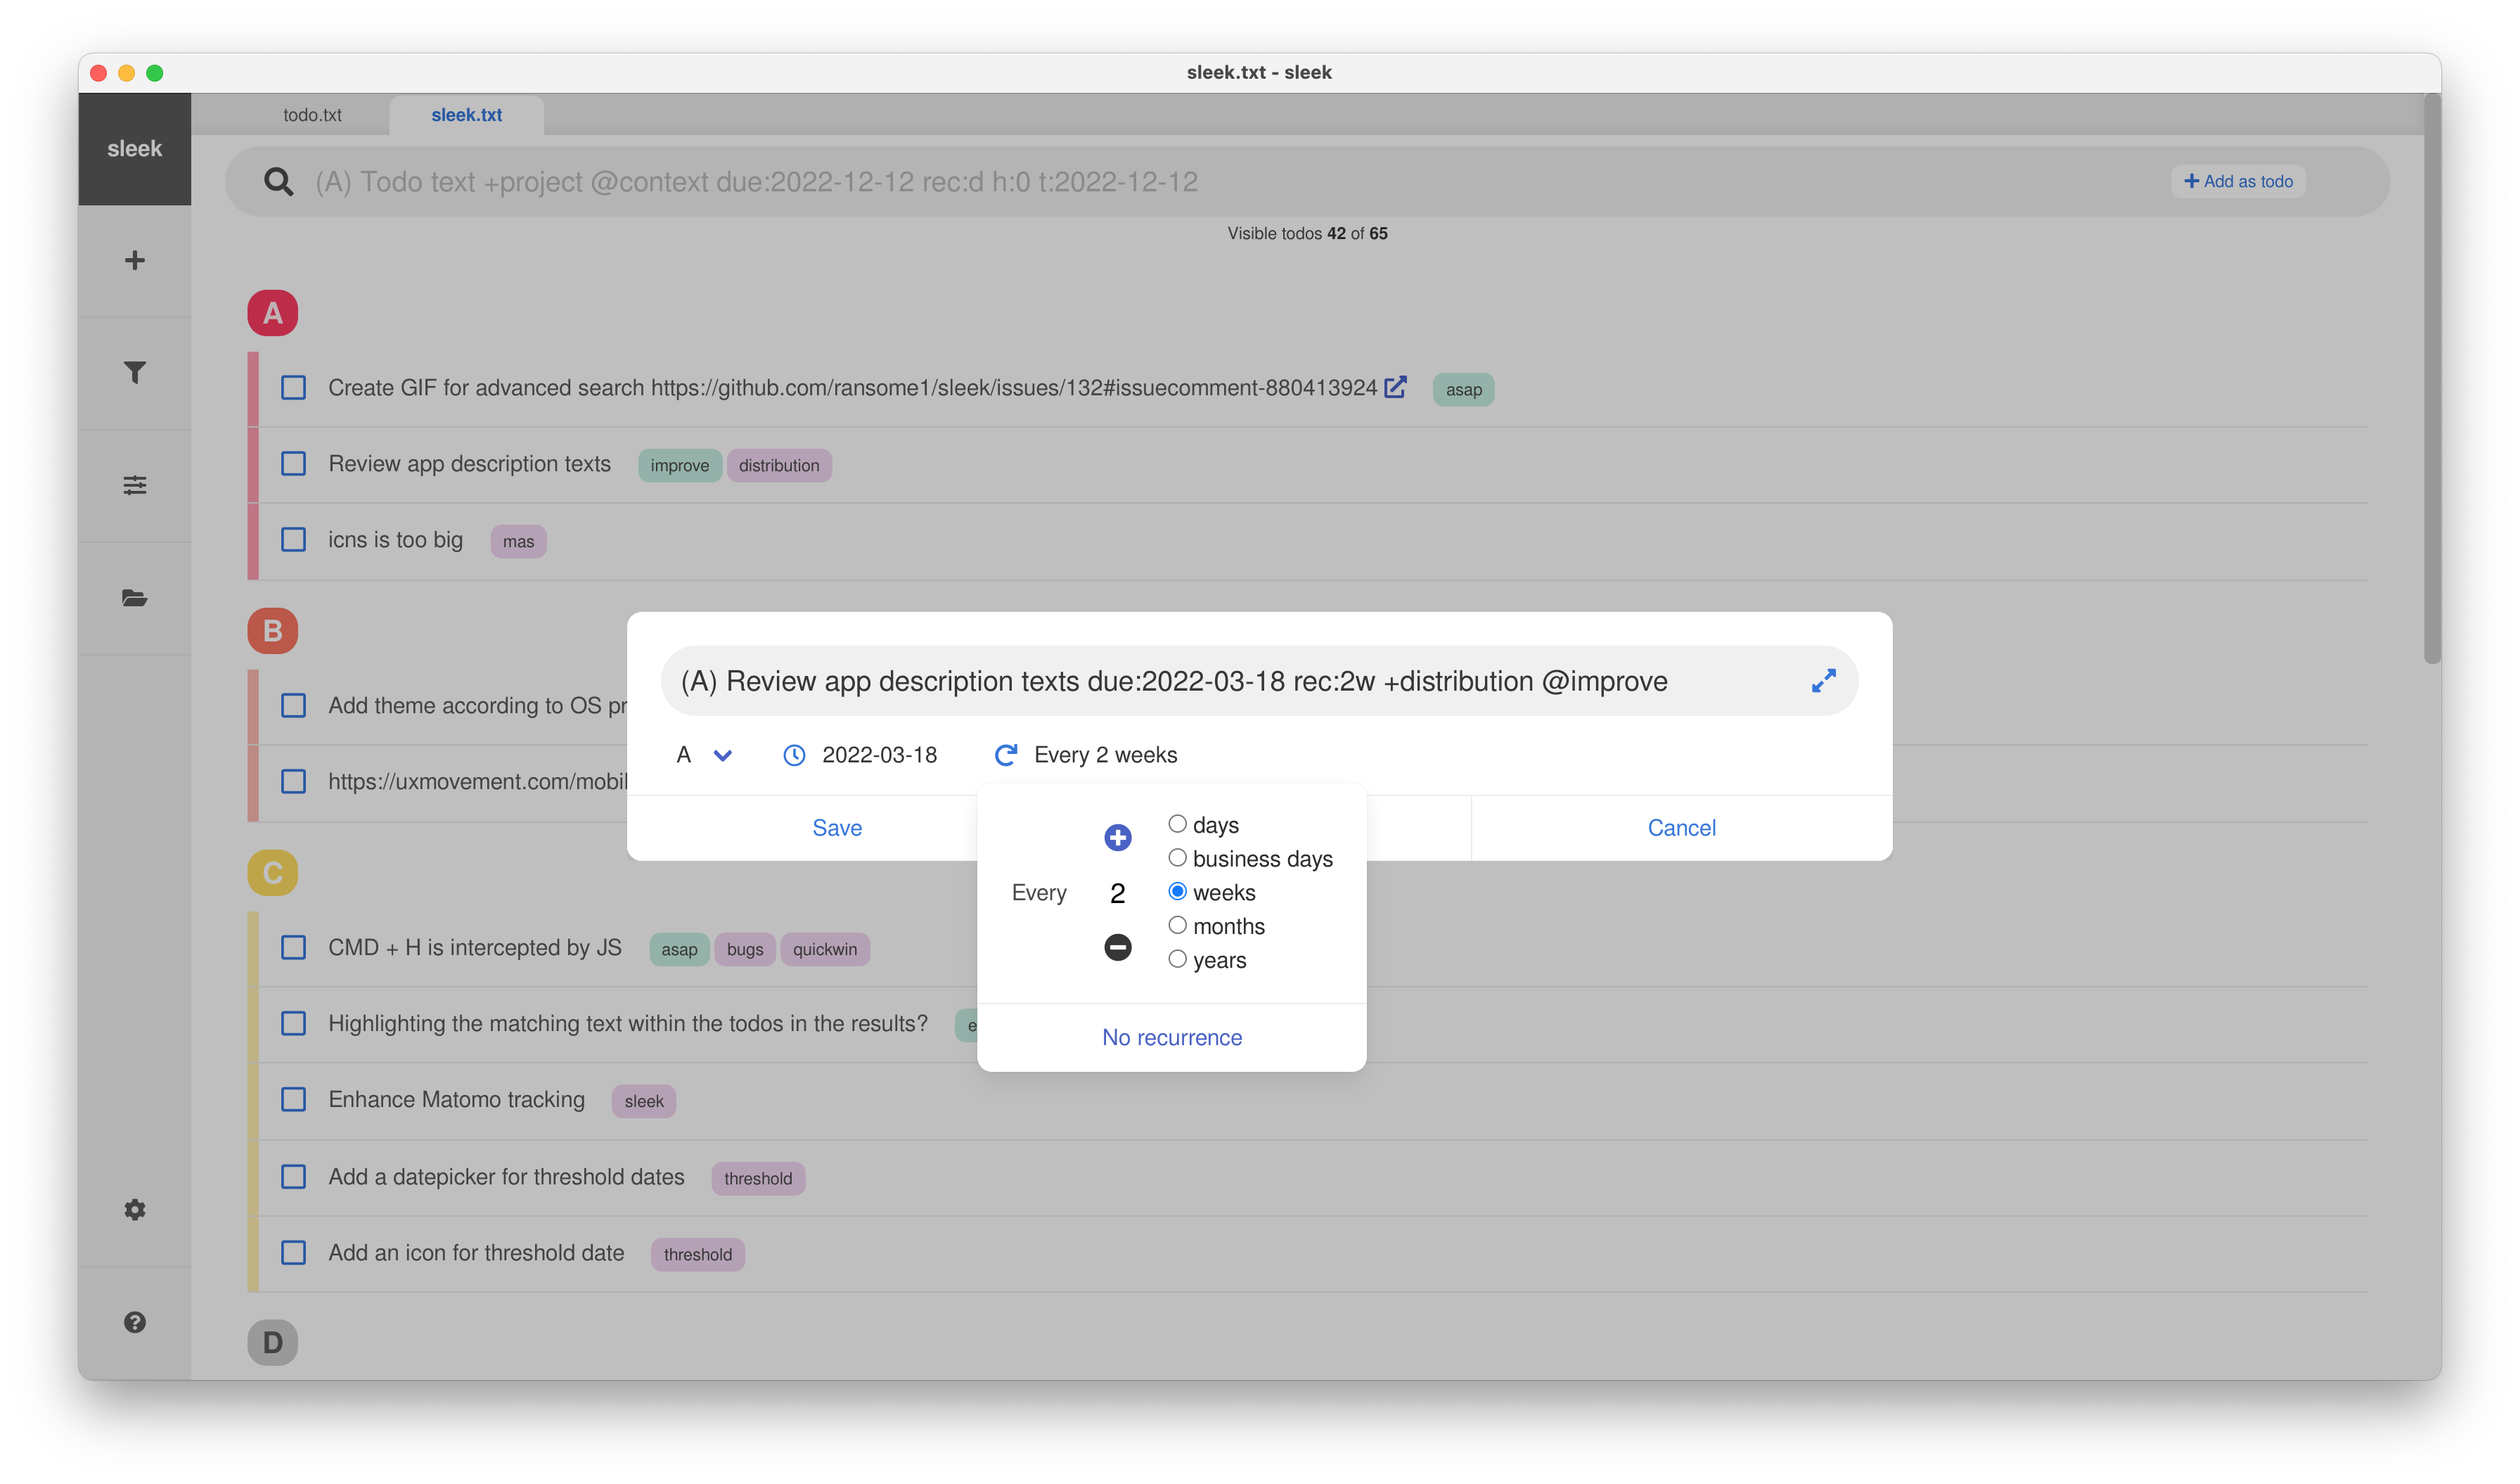 sleek.txt - sleek
sleek
todo.txt
sleek.txt
(A) Todo text +project @context due:2022-12-12 rec:d h:0 t:2022-12-12
Add as todo
Visible todos 42 of 65
A
Create GIF for advanced search https://github.com/ransome1/sleek/issues/132#issuecomment-880413924 asap
Review app description texts improve distribution
icns is too big mas
B
Add theme according to OS
https://uxmovement.com/
(A) Review app description texts due:2022-03-18 rec:2w +distribution @improve
A 2022-03-18 Every 2 weeks
Save
Cancel
Every 2
days
business days
weeks
months
years
No recurrence
C
CMD + H is intercepted by JS asap bugs quickwin
Highlighting the matching text within the todos in the results?
Enhance Matomo tracking sleek
Add a datepicker for threshold dates threshold
Add an icon for threshold date threshold
D